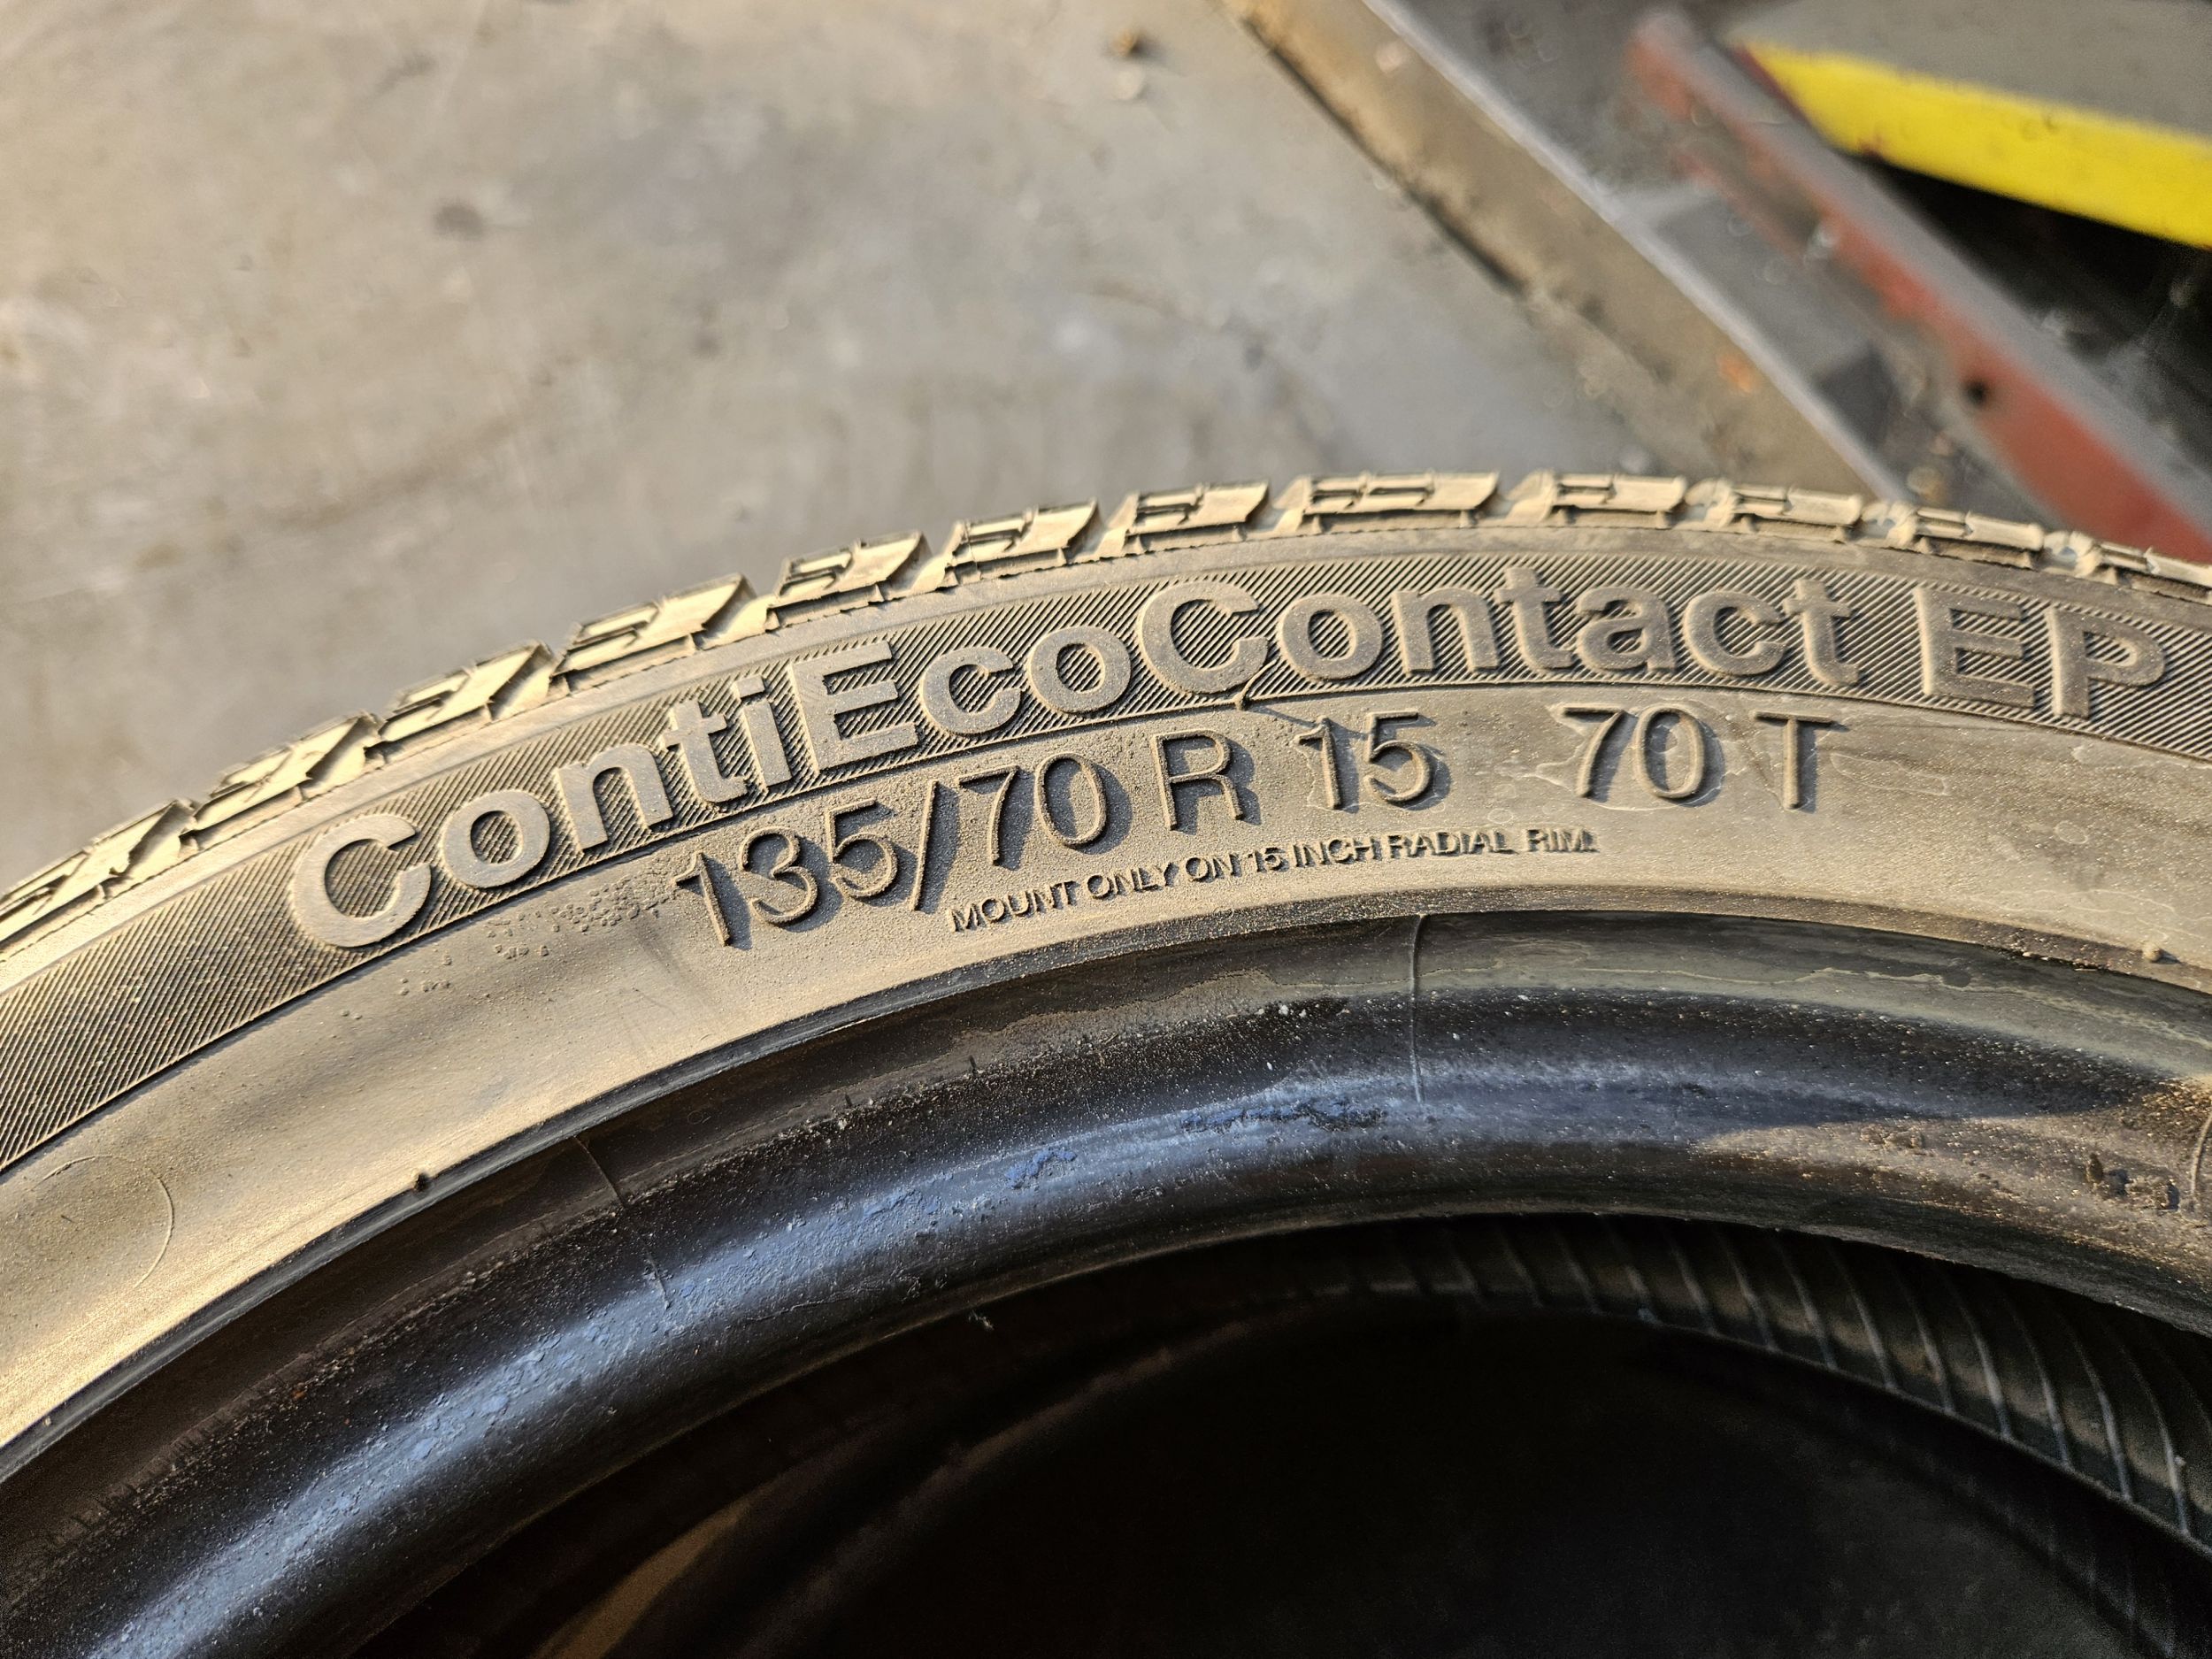 ContiEcoContact EP
135/70 R 15 70 T
MOUNT ONLY ON 15 INCH RADIAL RIM!